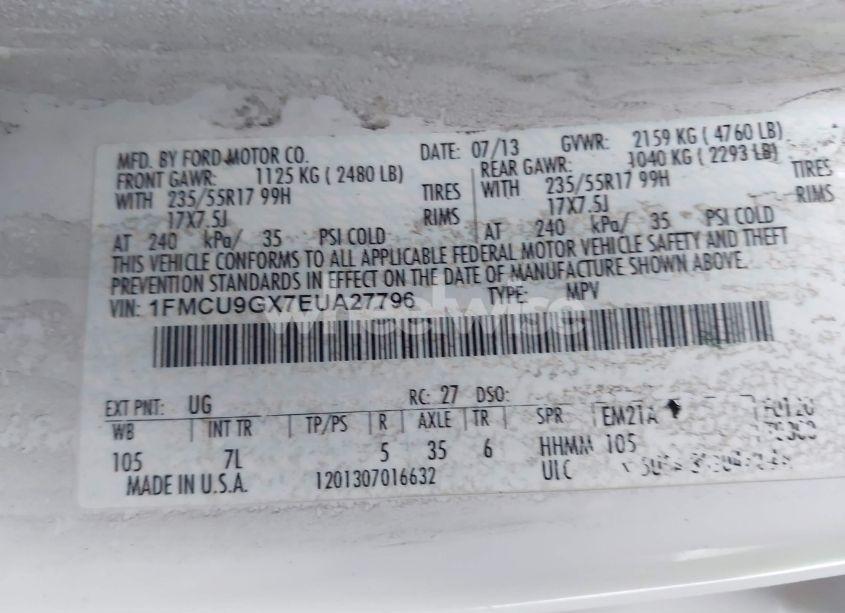 MFD. BY FORD MOTOR CO. DATE: 07/13 GVWR: 2159 KG ( 4760 LB)
FRONT GAWR: 1125 KG ( 2480 LB) REAR GAWR: 1040 KG ( 2293 LB)
WITH 235/55R17 99H TIRES WITH 235/55R17 99H TIRES
17X7.5J RIMS 17X7.5J RIMS
AT 240 kPa/ 35 PSI COLD AT 240 kPa/ 35 PSI COLD
THIS VEHICLE CONFORMS TO ALL APPLICABLE FEDERAL MOTOR VEHICLE SAFETY AND THEFT
PREVENTION STANDARDS IN EFFECT ON THE DATE OF MANUFACTURE SHOWN ABOVE.
VIN: 1FMCU9GX7EUA27796 TYPE: MPV
wheelwise
EXT PNT: UG RC: 27 DSO:
WB INT TR TP/PS R AXLE TR SPR EM21A
105 7L 5 35 6 HHMM 105
MADE IN U.S.A. 1201307016632 UIC